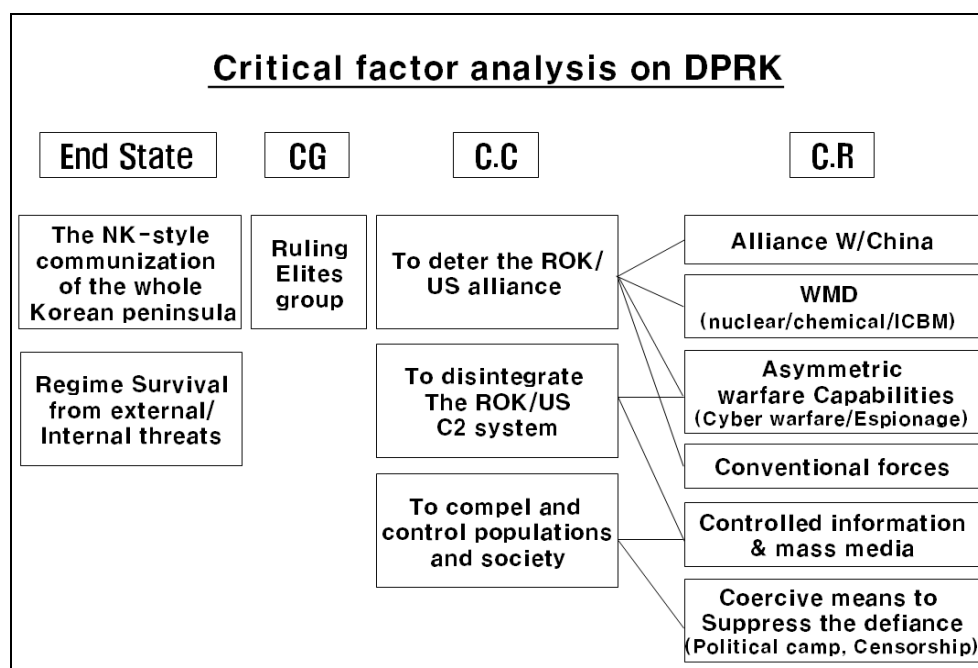 Critical factor analysis on DPRK
End State
CG
C.C
C.R
The NK-style
communization
of the whole
Korean peninsula
Regime Survival
from external/
Internal threats
Ruling
Elites
group
To deter the ROK/
US alliance
To disintegrate
The ROK/US
C2 system
To compel and
control populations
and society
Alliance W/China
WMD
(nuclear/chemical/ICBM)
Asymmetric
warfare Capabilities
(Cyber warfare/Espionage)
Conventional forces
Controlled information
& mass media
Coercive means to
Suppress the defiance
(Political camp, Censorship)